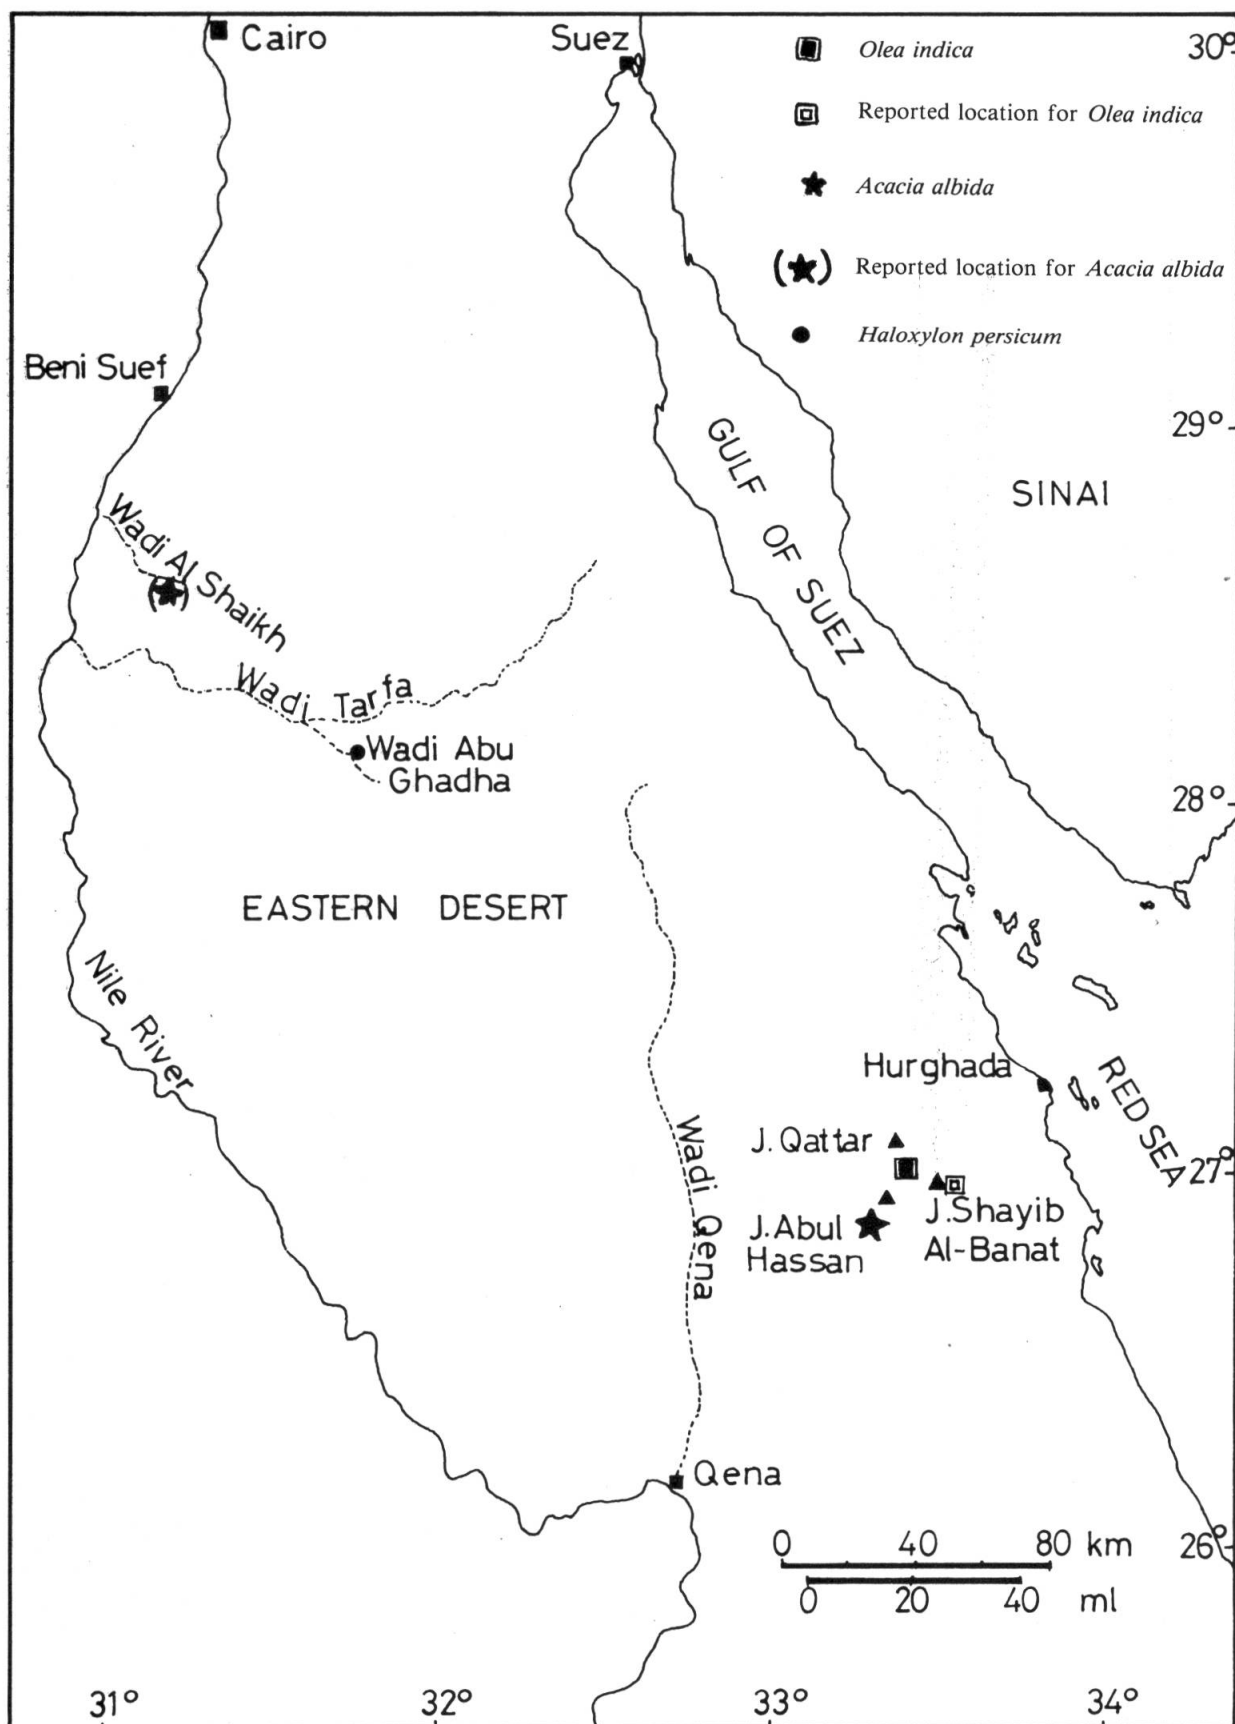 Cairo
Suez
Olea indica
30°
Reported location for Olea indica
Acacia albida
Reported location for Acacia albida
Haloxylon persicum
Beni Suef
29°
GULF OF SUEZ
SINAI
Wadi Al Shaikh
Wadi Tarfa
Wadi Abu
Ghadha
28°
EASTERN DESERT
Nile River
Hurghada
RED SEA
Wadi Qena
J. Qattar
27°
J. Abul
Hassan
J. Shayib
Al-Banat
Qena
0 40 80 km
26°
0 20 40 ml
31° 32° 33° 34°